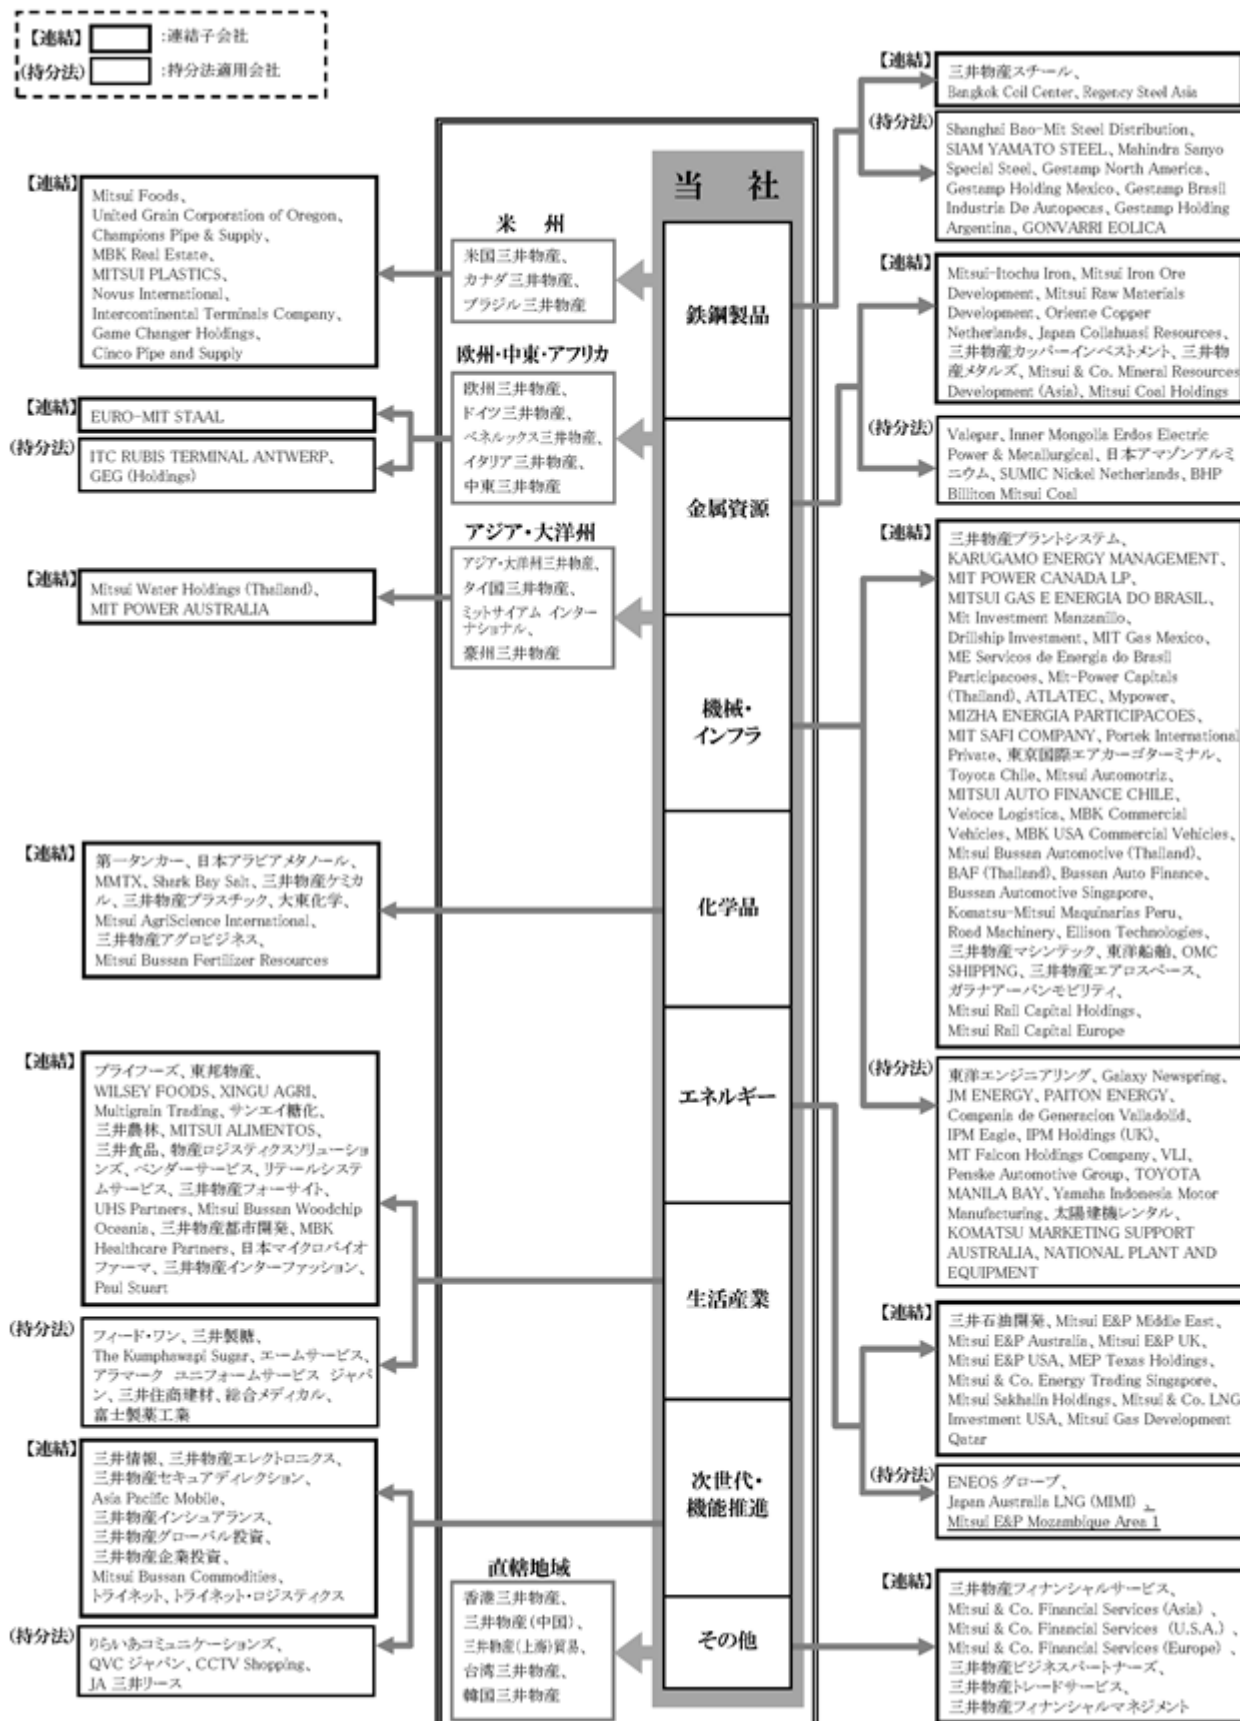 【連結】 :連結子会社
(持分法) :持分法適用会社
当 社
鉄鋼製品
金属資源
機械・
インフラ
化学品
エネルギー
生活産業
次世代・
機能推進
その他
米 州
米国三井物産、
カナダ三井物産、
ブラジル三井物産
欧州・中東・アフリカ
欧州三井物産、
ドイツ三井物産、
ベネルックス三井物産、
イタリア三井物産、
中東三井物産
アジア・大洋州
アジア・大洋州三井物産、
タイ国三井物産、
ミットサイアム インター
ナショナル、
豪州三井物産
直轄地域
香港三井物産、
三井物産(中国)、
三井物産(上海)貿易、
台湾三井物産、
韓国三井物産
【連結】
Mitsui Foods、
United Grain Corporation of Oregon、
Champions Pipe & Supply、
MBK Real Estate、
MITSUI PLASTICS、
Novus International、
Intercontinental Terminals Company、
Game Changer Holdings、
Cinco Pipe and Supply
【連結】
EURO-MIT STAAL
(持分法)
ITC RUBIS TERMINAL ANTWERP、
GEG (Holdings)
【連結】
Mitsui Water Holdings (Thailand)、
MIT POWER AUSTRALIA
【連結】
第一タンカー、日本アラビアメタノール、
MMTX、Shark Bay Salt、三井物産ケミカ
ル、三井物産プラスチック、大東化学、
Mitsui AgriScience International、
三井物産アグロビジネス、
Mitsui Bussan Fertilizer Resources
【連結】
プライフーズ、東邦物産、
WILSEY FOODS、XINGU AGRI、
Multigrain Trading、サンエイ糖化、
三井農林、MITSUI ALIMENTOS、
三井食品、物産ロジスティクスソリューショ
ンズ、ベンダーサービス、リテールシステ
ムサービス、三井物産フォーサイト、
UHS Partners、Mitsui Bussan Woodchip
Oceania、三井物産都市開発、MBK
Healthcare Partners、日本マイクロバイオ
ファーマ、三井物産インターファッション、
Paul Stuart
(持分法)
フィード・ワン、三井製糖、
The Kumphawapi Sugar、エームサービス、
アラマーク ユニフォームサービス ジャパ
ン、三井住商建材、総合メディカル、
富士製薬工業
【連結】
三井情報、三井物産エレクトロニクス、
三井物産セキュアディレクション、
Asia Pacific Mobile、
三井物産インシュアランス、
三井物産グローバル投資、
三井物産企業投資、
Mitsui Bussan Commodities、
トライネット、トライネット・ロジスティクス
(持分法)
りらいあコミュニケーションズ、
QVC ジャパン、CCTV Shopping、
JA 三井リース
【連結】
三井物産スチール、
Bangkok Coil Center、Regency Steel Asia
(持分法)
Shanghai Bao-Mit Steel Distribution、
SIAM YAMATO STEEL、Mahindra Sanyo
Special Steel、Gestamp North America、
Gestamp Holding Mexico、Gestamp Brasil
Industria De Autopecas、Gestamp Holding
Argentina、GONVARRI EOLICA
【連結】
Mitsui-Itochu Iron、Mitsui Iron Ore
Development、Mitsui Raw Materials
Development、Oriente Copper
Netherlands、Japan Collahuasi Resources、
三井物産カッパーインベストメント、三井物
産メタルズ、Mitsui & Co. Mineral Resources
Development (Asia)、Mitsui Coal Holdings
(持分法)
Valepar、Inner Mongolia Erdos Electric
Power & Metallurgical、日本アマゾンアルミ
ニウム、SUMIC Nickel Netherlands、BHP
Billiton Mitsui Coal
【連結】
三井物産プラントシステム、
KARUGAMO ENERGY MANAGEMENT、
MIT POWER CANADA LP、
MITSUI GAS E ENERGIA DO BRASIL、
Mit Investment Manzanillo、
Drillship Investment、MIT Gas Mexico、
ME Servicos de Energia do Brasil
Participacoes、Mit-Power Capitals
(Thailand)、ATLATEC、Mypower、
MIZHA ENERGIA PARTICIPACOES、
MIT SAFI COMPANY、Portek International
Private、東京国際エアカーゴターミナル、
Toyota Chile、Mitsui Automotriz、
MITSUI AUTO FINANCE CHILE、
Veloce Logistica、MBK Commercial
Vehicles、MBK USA Commercial Vehicles、
Mitsui Bussan Automotive (Thailand)、
BAF (Thailand)、Bussan Auto Finance、
Bussan Automotive Singapore、
Komatsu-Mitsui Maquinarias Peru、
Road Machinery、Ellison Technologies、
三井物産マシンテック、東洋船舶、OMC
SHIPPING、三井物産エアロスペース、
ガラナアーバンモビリティ、
Mitsui Rail Capital Holdings、
Mitsui Rail Capital Europe
(持分法)
東洋エンジニアリング、Galaxy Newspring、
JM ENERGY、PAITON ENERGY、
Compania de Generacion Valladolid、
IPM Eagle、IPM Holdings (UK)、
MT Falcon Holdings Company、VLI、
Penske Automotive Group、TOYOTA
MANILA BAY、Yamaha Indonesia Motor
Manufacturing、太陽建機レンタル、
KOMATSU MARKETING SUPPORT
AUSTRALIA、NATIONAL PLANT AND
EQUIPMENT
【連結】
三井石油開発、Mitsui E&P Middle East、
Mitsui E&P Australia、Mitsui E&P UK、
Mitsui E&P USA、MEP Texas Holdings、
Mitsui & Co. Energy Trading Singapore、
Mitsui Sakhalin Holdings、Mitsui & Co. LNG
Investment USA、Mitsui Gas Development
Qatar
(持分法)
ENEOS グローブ、
Japan Australia LNG (MIMI) 、
Mitsui E&P Mozambique Area 1
【連結】
三井物産フィナンシャルサービス、
Mitsui & Co. Financial Services (Asia) 、
Mitsui & Co. Financial Services (U.S.A.) 、
Mitsui & Co. Financial Services (Europe) 、
三井物産ビジネスパートナーズ、
三井物産トレードサービス、
三井物産フィナンシャルマネジメント